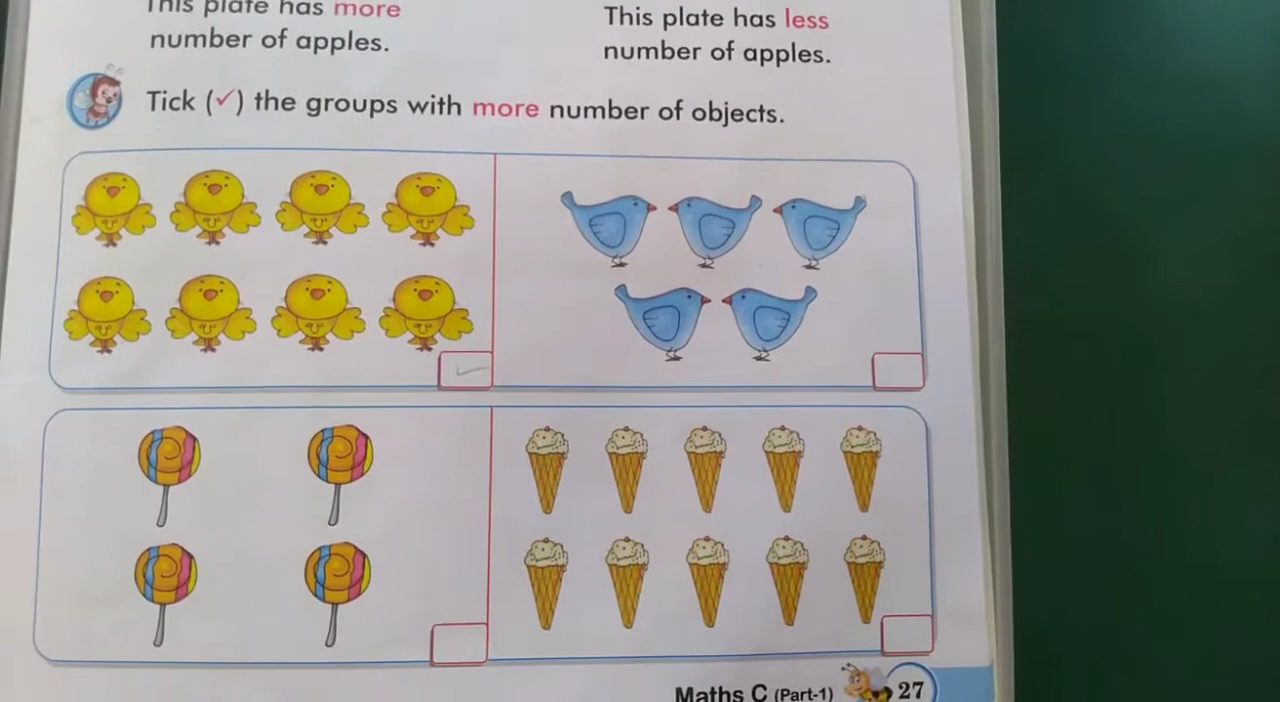 This plate has more
number of apples.
This plate has less
number of apples.
Tick (✓) the groups with more number of objects.
Maths C (Part-1)
27